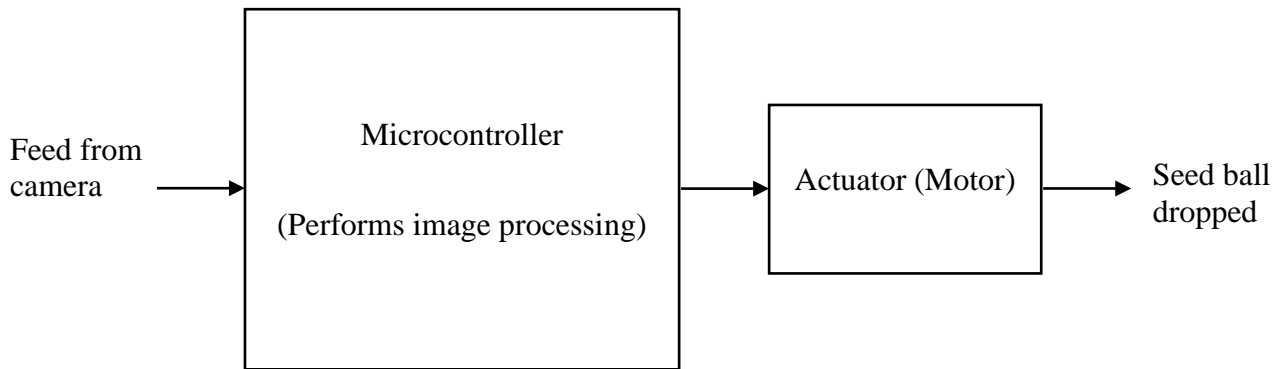 Feed from
camera
Microcontroller
(Performs image processing)
Actuator (Motor)
Seed ball
dropped